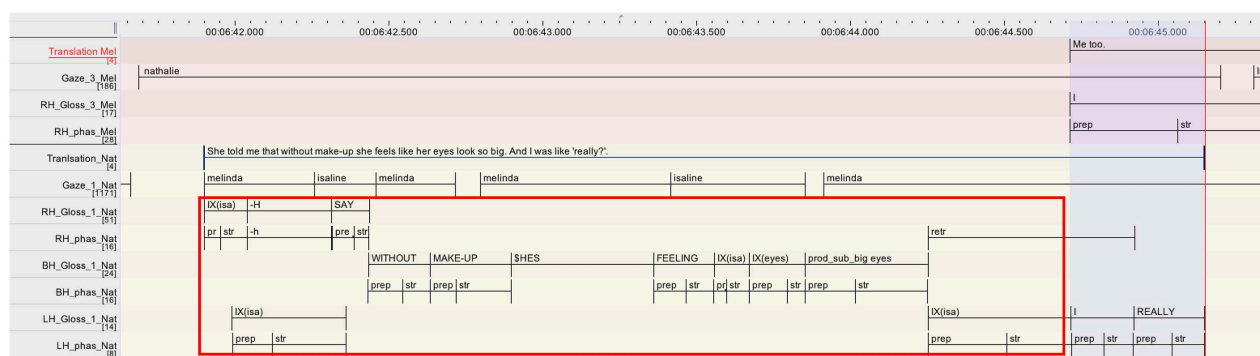 00:06:42.000 00:06:42.500 00:06:43.000 00:06:43.500 00:06:44.000 00:06:44.500 00:06:45.000
Translation Mel [4] Me too.
Gaze_3_Mel [186] nathalie
RH_Gloss_3_Mel [17] I
RH_phas_Mel [28] prep str
Tranlsation_Nat [4] She told me that without make-up she feels like her eyes look so big. And I was like 'really?'.
Gaze_1_Nat [1171] melinda isaline melinda melinda isaline melinda
RH_Gloss_1_Nat [51] IX(isa) -H SAY
RH_phas_Nat [16] pr str -h pre str retr
BH_Gloss_1_Nat [24] WITHOUT MAKE-UP $HES FEELING IX(isa) IX(eyes) prod_sub_big eyes
BH_phas_Nat [16] prep str prep str prep str pr str prep str prep str
LH_Gloss_1_Nat [14] IX(isa) IX(isa) I REALLY
LH_phas_Nat [8] prep str prep str prep str prep str